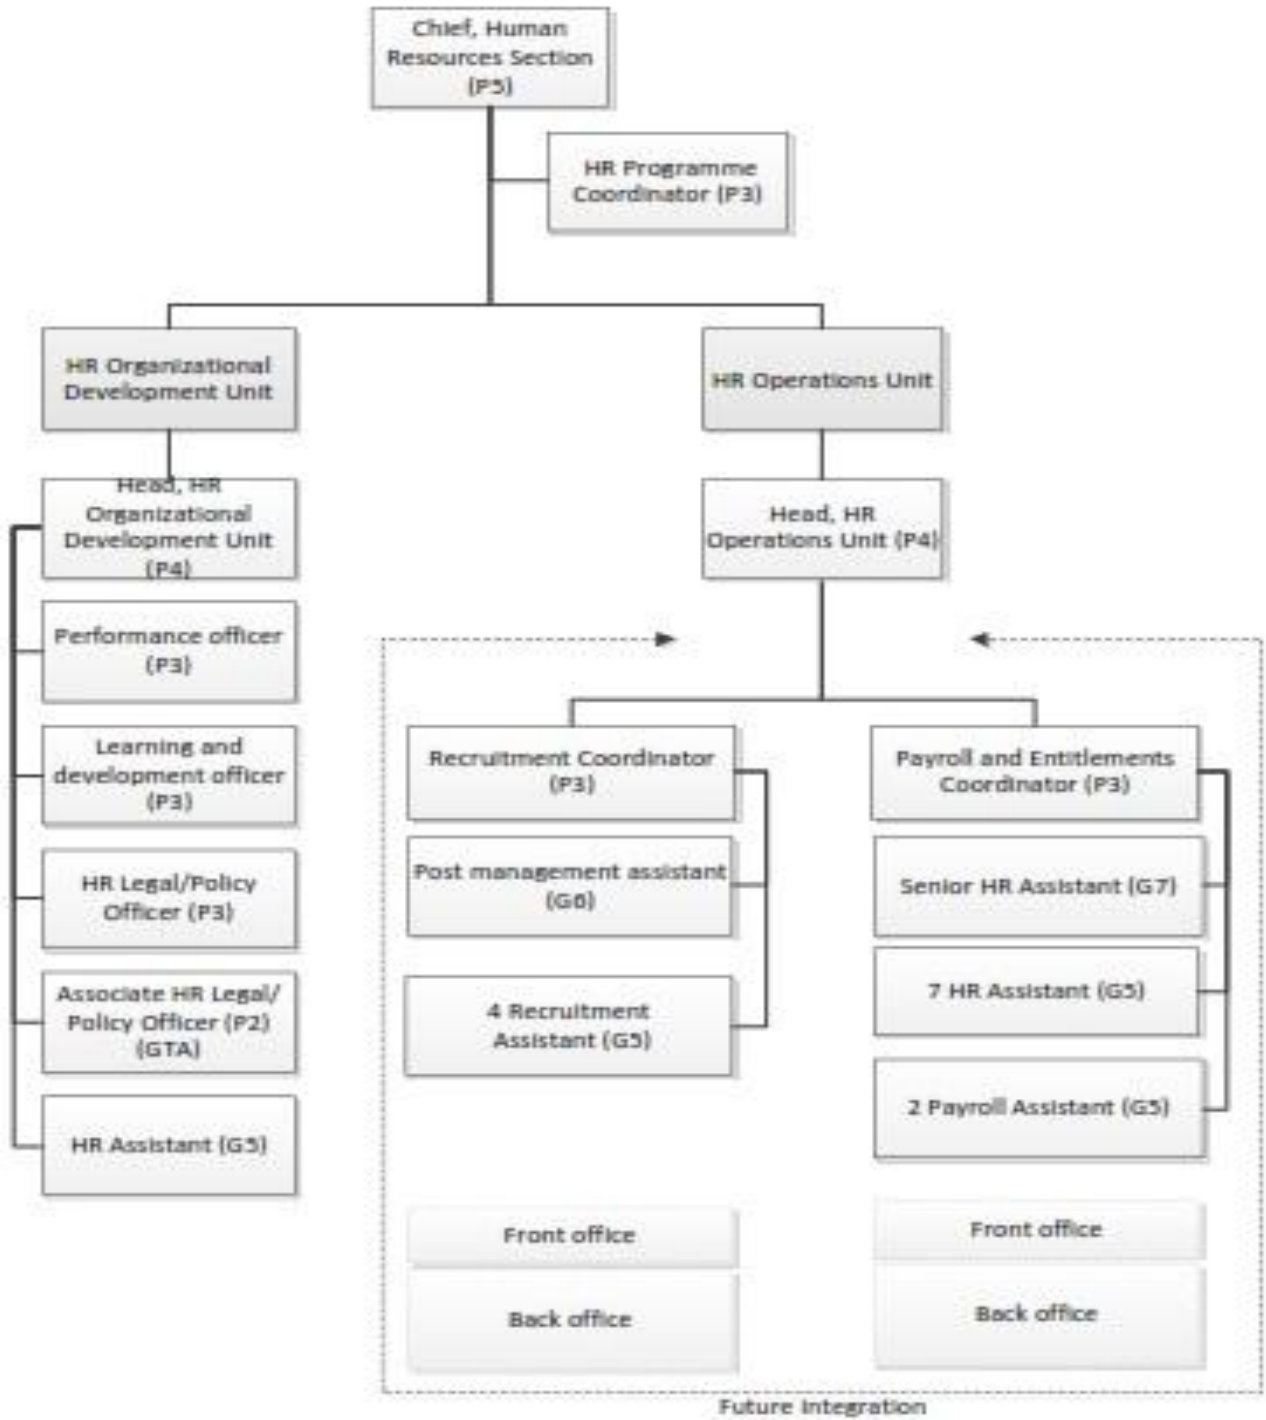 Chief, Human
Resources Section
(P5)
HR Programme
Coordinator (P3)
HR Organizational
Development Unit
HR Operations Unit
Head, HR
Organizational
Development Unit
(P4)
Head, HR
Operations Unit (P4)
Performance officer
(P3)
Learning and
development officer
(P3)
HR Legal/Policy
Officer (P3)
Associate HR Legal/
Policy Officer (P2)
(GTA)
HR Assistant (G5)
Recruitment Coordinator
(P3)
Post management assistant
(G6)
4 Recruitment
Assistant (G5)
Payroll and Entitlements
Coordinator (P3)
Senior HR Assistant (G7)
7 HR Assistant (G5)
2 Payroll Assistant (G5)
Front office
Back office
Front office
Back office
Future integration